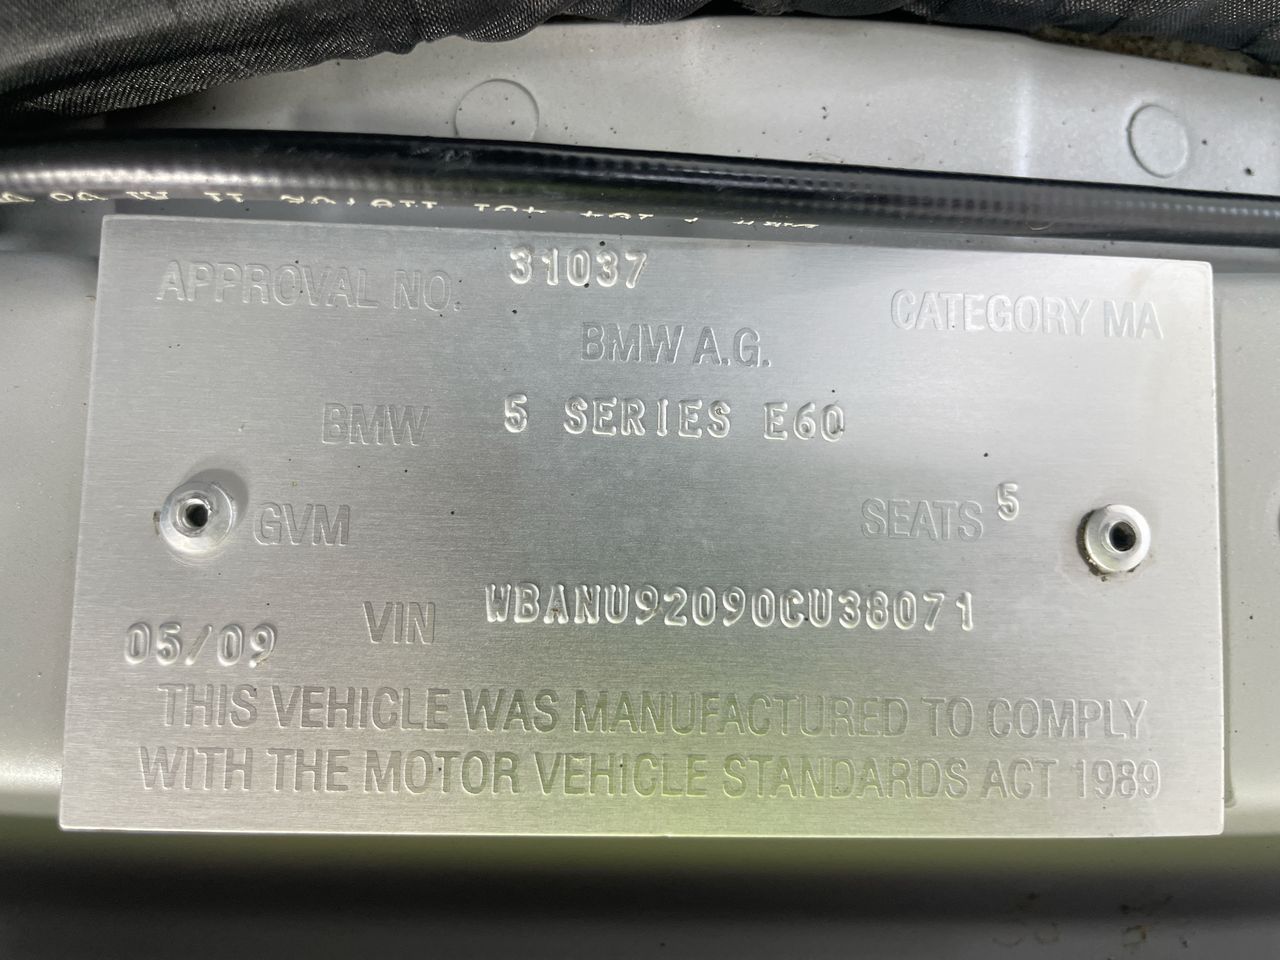 APPROVAL NO. 31037
CATEGORY MA
BMW A.G.
BMW 5 SERIES E60
GVM
SEATS 5
VIN WBANU92090CU38071
05/09
THIS VEHICLE WAS MANUFACTURED TO COMPLY
WITH THE MOTOR VEHICLE STANDARDS ACT 1989